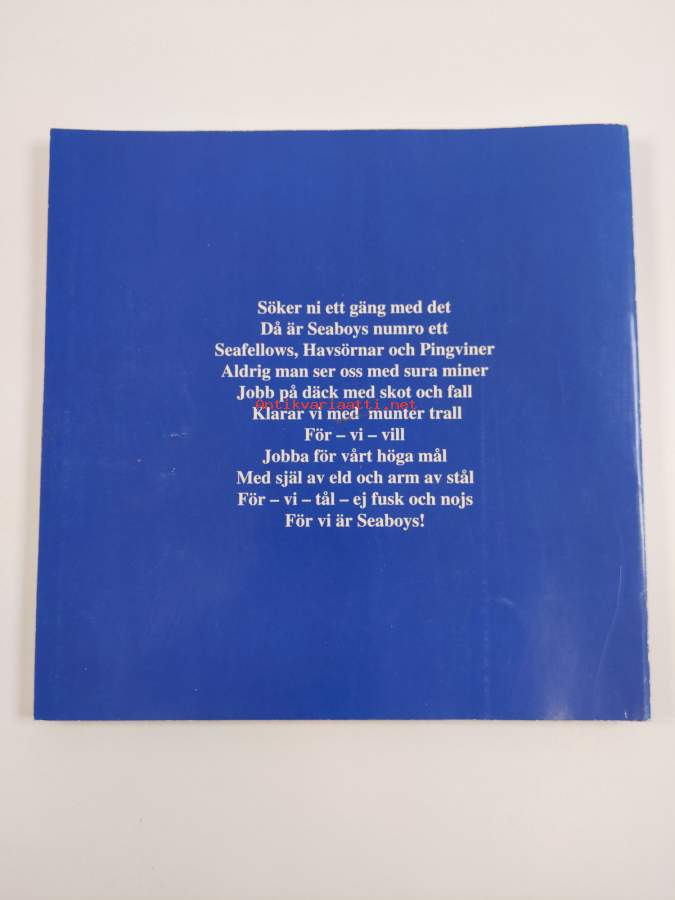 Söker ni ett gäng med det
Då är Seaboys numro ett
Seafellows, Havsörnar och Pingviner
Aldrig man ser oss med sura miner
Jobb på däck med skot och fall
Antikvariaatti.net
Klarar vi med munter trall
För – vi – vill
Jobba för vårt höga mål
Med själ av eld och arm av stål
För – vi – tål – ej fusk och nojs
För vi är Seaboys!